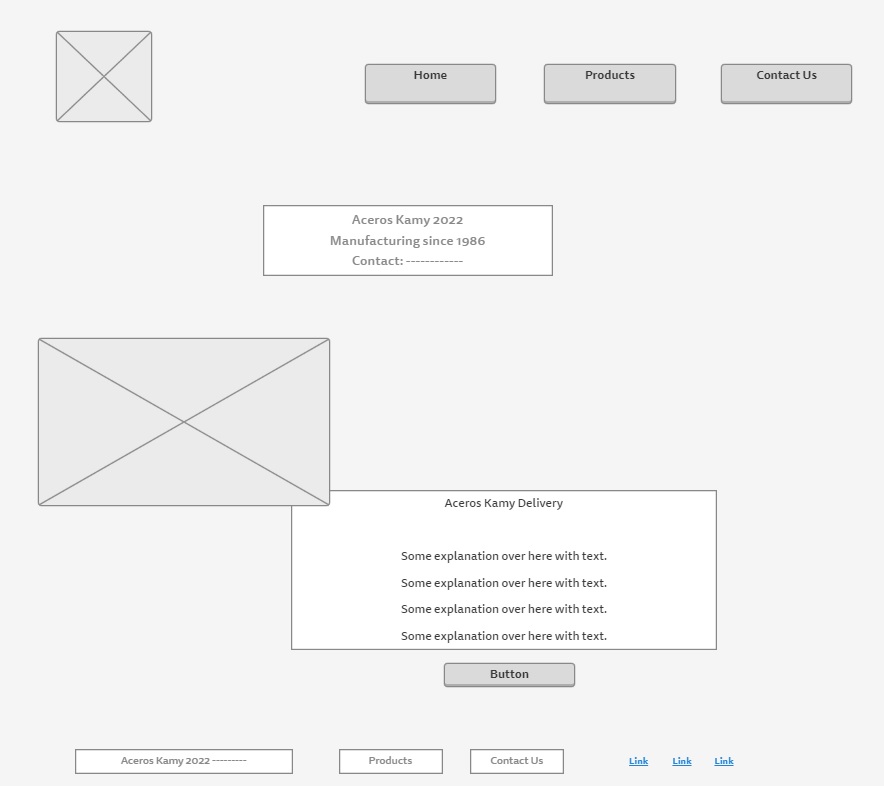 Home
Products
Contact Us
Aceros Kamy 2022
Manufacturing since 1986
Contact: ------------
Aceros Kamy Delivery
Some explanation over here with text.
Some explanation over here with text.
Some explanation over here with text.
Some explanation over here with text.
Button
Aceros Kamy 2022 ---------
Products
Contact Us
Link
Link
Link